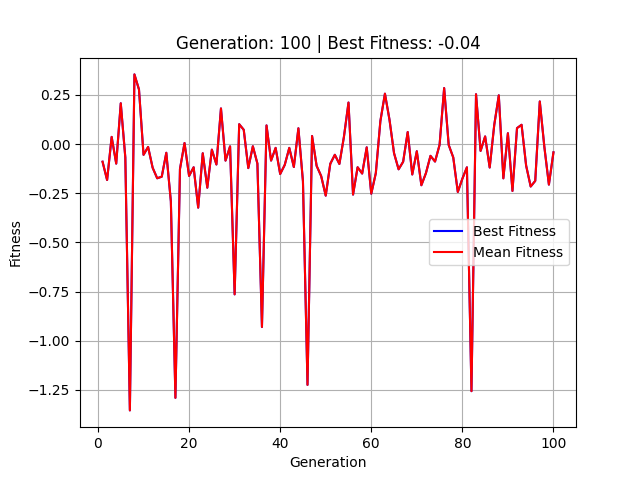 Generation: 100 | Best Fitness: -0.04
0.25
0.00
−0.25
−0.50
−0.75
−1.00
−1.25
Fitness
Best Fitness
Mean Fitness
0 20 40 60 80 100
Generation